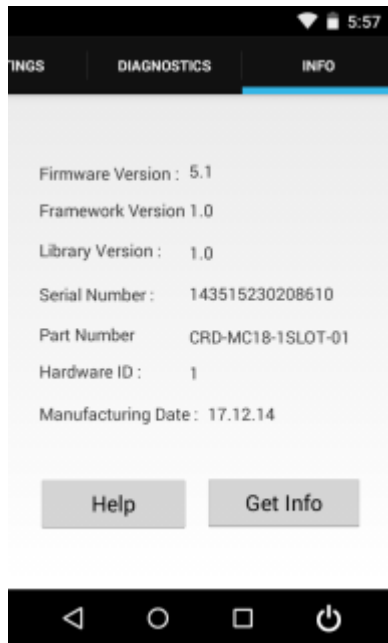 5:57
TINGS DIAGNOSTICS INFO
Firmware Version : 5.1
Framework Version 1.0
Library Version : 1.0
Serial Number : 143515230208610
Part Number CRD-MC18-1SLOT-01
Hardware ID : 1
Manufacturing Date : 17.12.14
Help Get Info